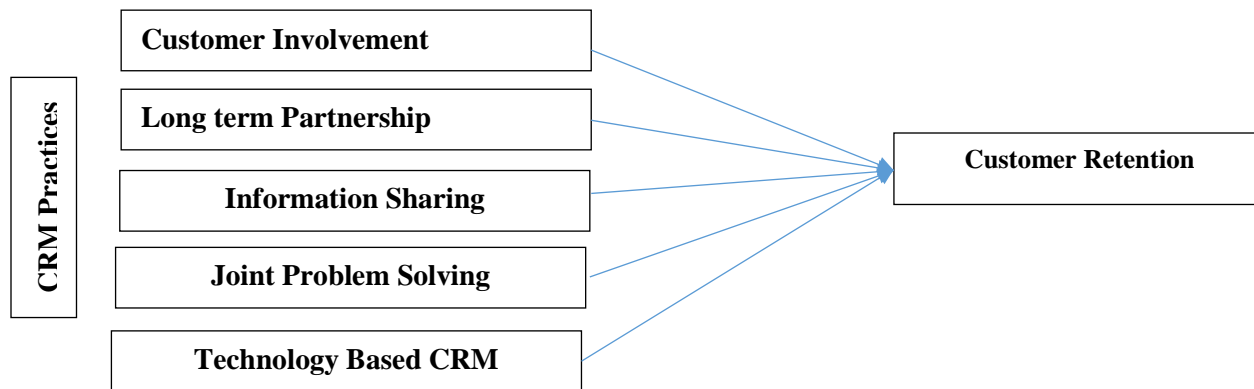 CRM Practices
Customer Involvement
Long term Partnership
Information Sharing
Joint Problem Solving
Technology Based CRM
Customer Retention